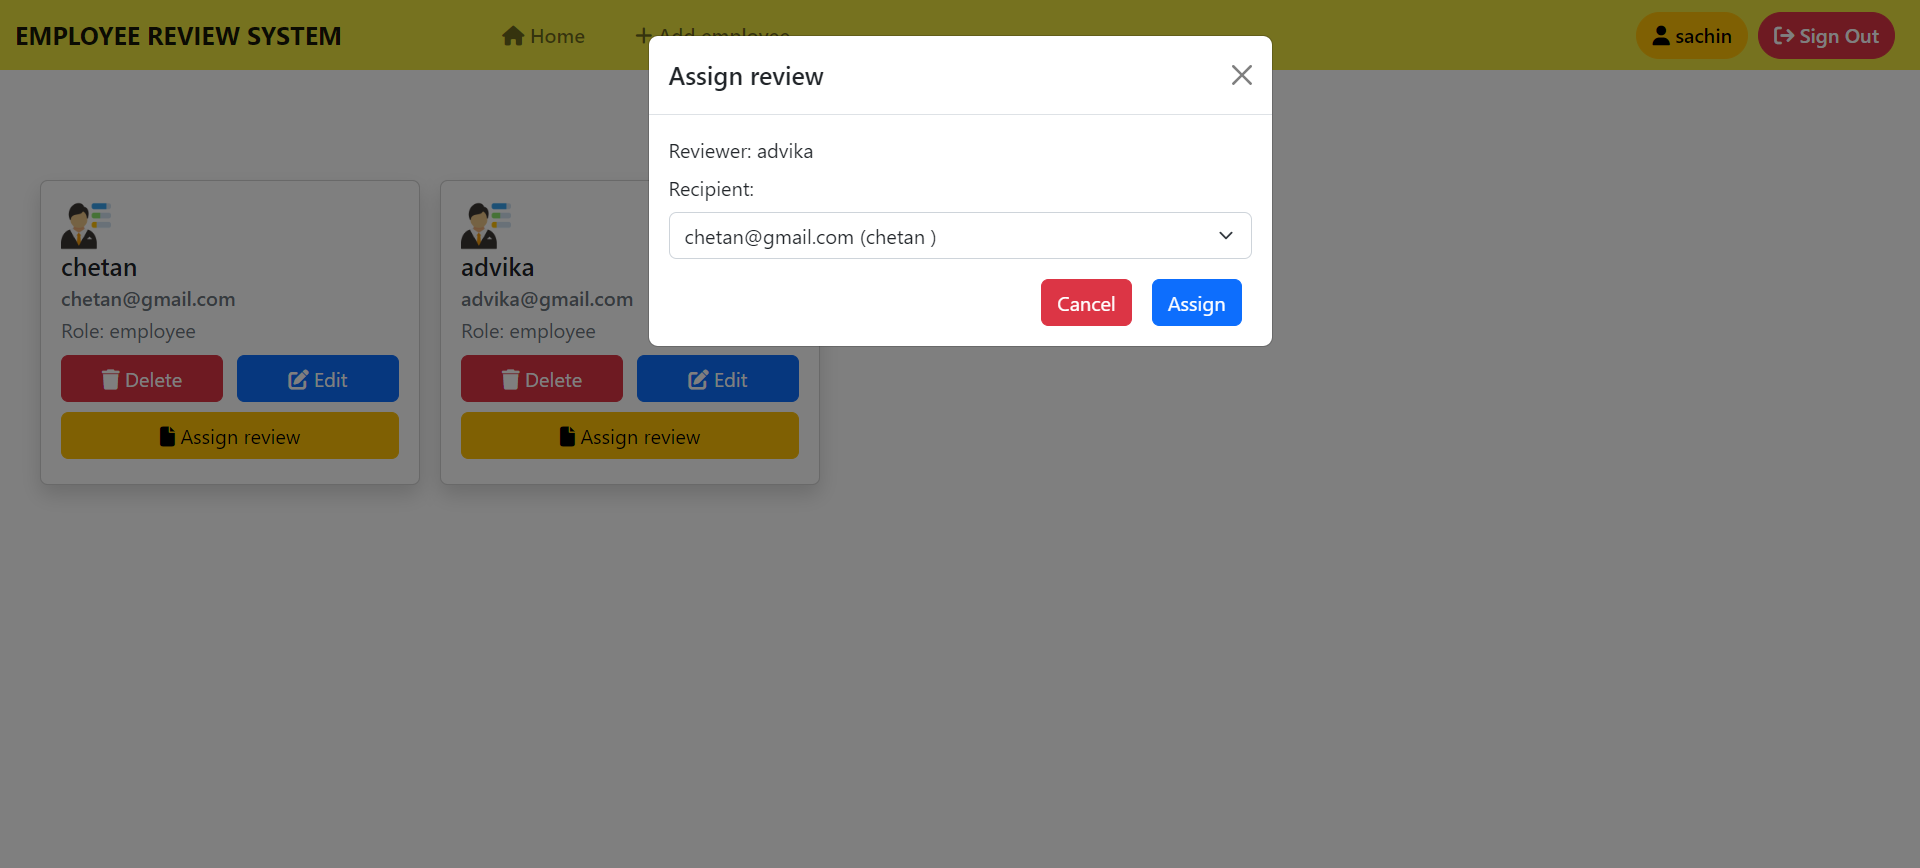 EMPLOYEE REVIEW SYSTEM
Home
Add employee
sachin
Sign Out
Assign review
Reviewer: advika
Recipient:
chetan@gmail.com (chetan )
Cancel
Assign
chetan
chetan@gmail.com
Role: employee
Delete
Edit
Assign review
advika
advika@gmail.com
Role: employee
Delete
Edit
Assign review